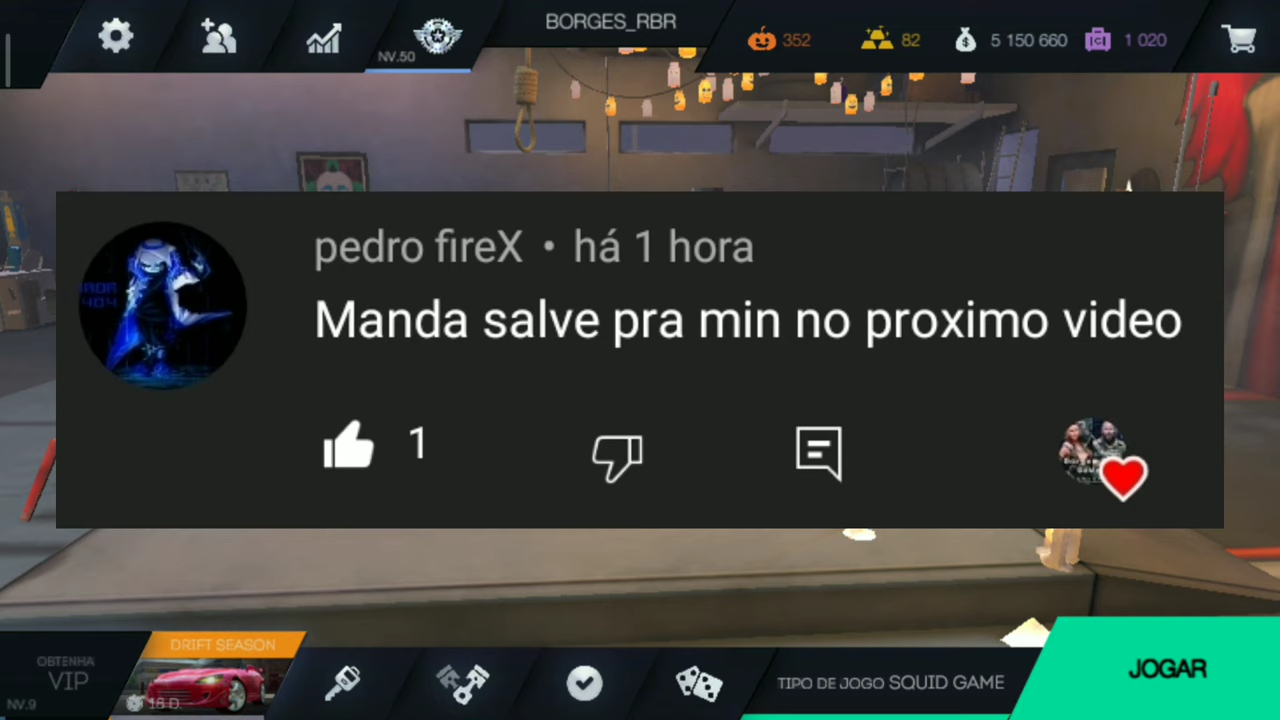 BORGES_RBR
NV.50
352
82
5 150 660
1 020
pedro fireX • há 1 hora
Manda salve pra min no proximo video
1
OBTENHA
VIP
NV.9
DRIFT SEASON
TIPO DE JOGO SQUID GAME
JOGAR